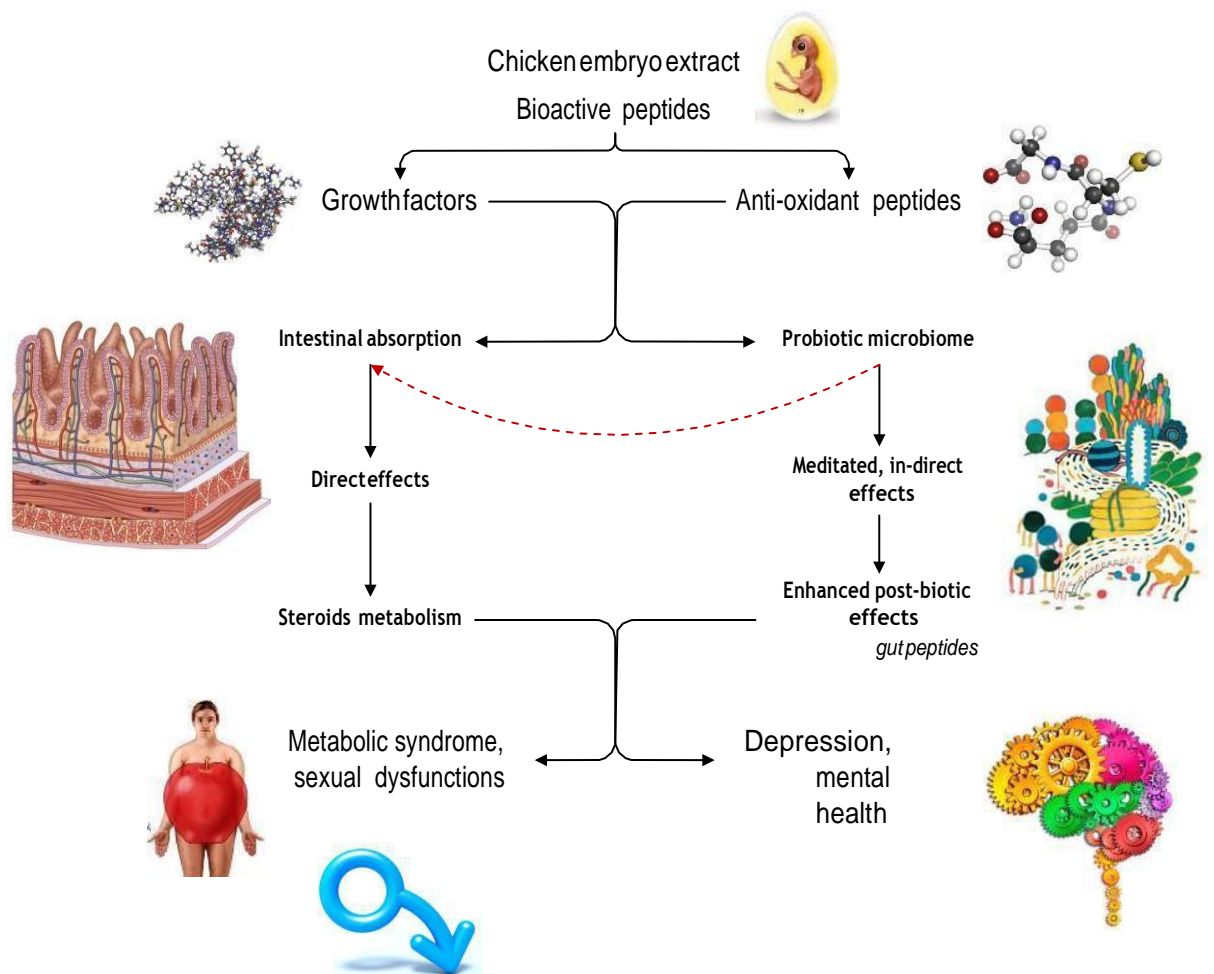 Chicken embryo extract
Bioactive peptides
Growth factors
Anti-oxidant peptides
Intestinal absorption
Probiotic microbiome
Direct effects
Meditated, in-direct
effects
Steroids metabolism
Enhanced post-biotic
effects
gut peptides
Metabolic syndrome,
sexual dysfunctions
Depression,
mental
health